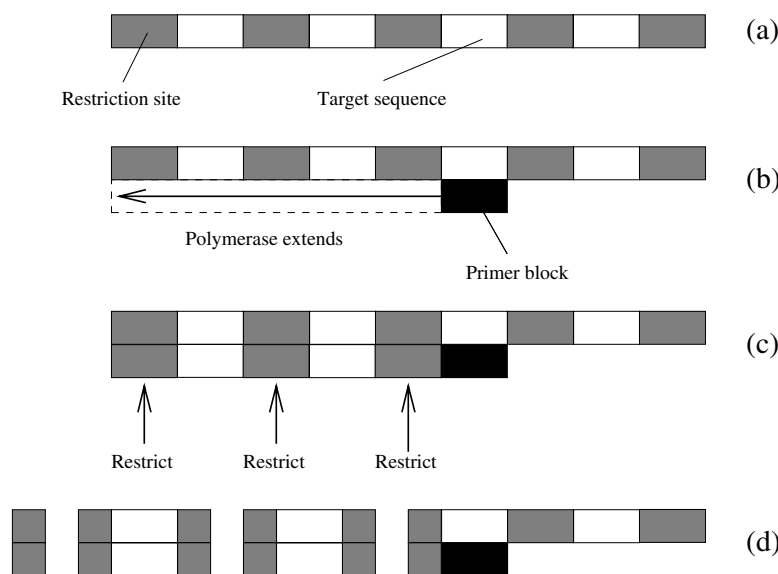 (a)
Restriction site
Target sequence
(b)
Polymerase extends
Primer block
(c)
Restrict
Restrict
Restrict
(d)